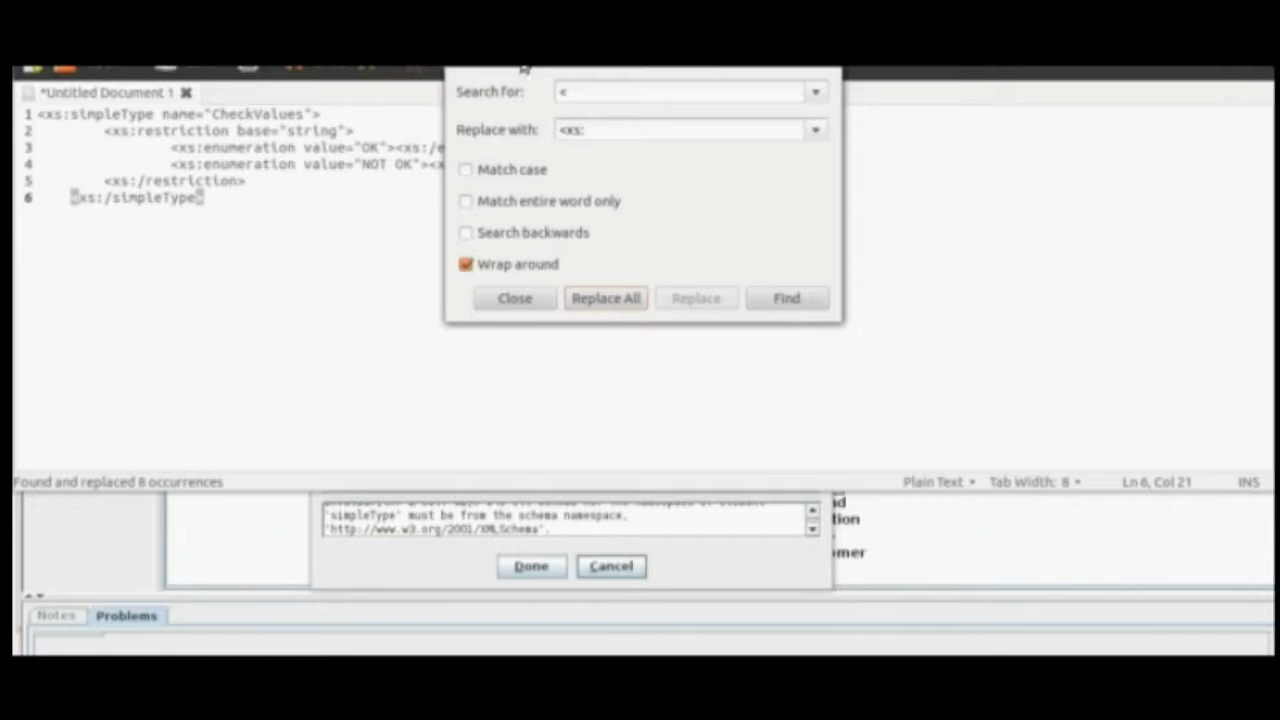 *Untitled Document 1
Search for: <
Replace with: <xs:
Match case
Match entire word only
Search backwards
Wrap around
Close Replace All Replace Find
1 <xs:simpleType name="CheckValues">
2 <xs:restriction base="string">
3 <xs:enumeration value="OK"><xs:/e
4 <xs:enumeration value="NOT OK"><x
5 <xs:/restriction>
6 <xs:/simpleType>
Found and replaced 8 occurrences Plain Text Tab Width: 8 Ln 6, Col 21 INS
'simpleType' must be from the schema namespace,
'http://www.w3.org/2001/XMLSchema'.
Done Cancel
Notes Problems